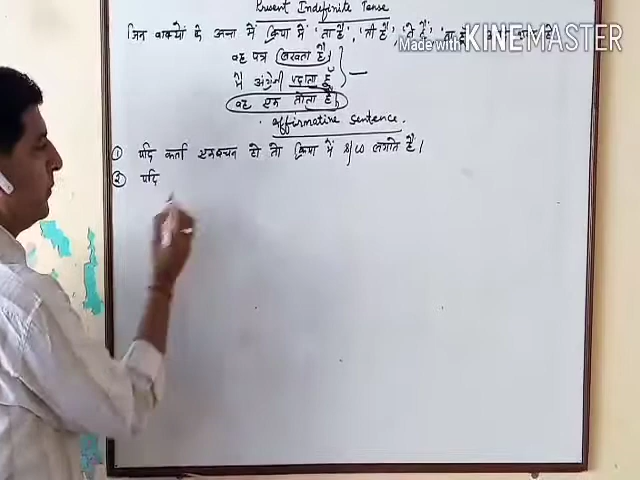 Present Indefinite Tense
जिन वाक्यों के अन्त में क्रिया में 'ता है', 'ती है', 'ते हैं',
Made with KINEMASTER
वह पत्र लिखता है।
मैं अंग्रेजी पढ़ाता हूँ
वह एक तोता है,
Affirmative Sentence.
① यदि कर्ता एकवचन हो तो क्रिया में s/es लगाते हैं।
② यदि